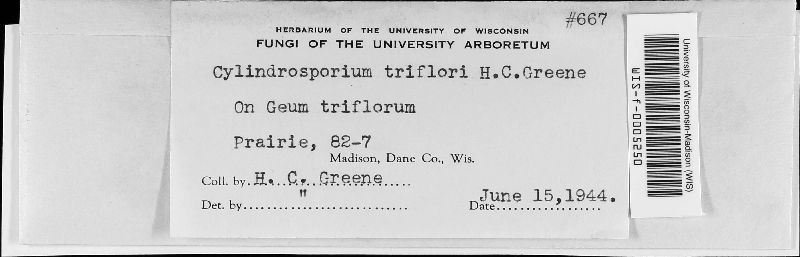 #667
HERBARIUM OF THE UNIVERSITY OF WISCONSIN
FUNGI OF THE UNIVERSITY ARBORETUM
Cylindrosporium triflori H.C.Greene
On Geum triflorum
Prairie, 82-7
Madison, Dane Co., Wis.
Coll. by. H. C. Greene
Det. by " Date June 15,1944.
University of Wisconsin-Madison (WIS)
WIS-f-0005250